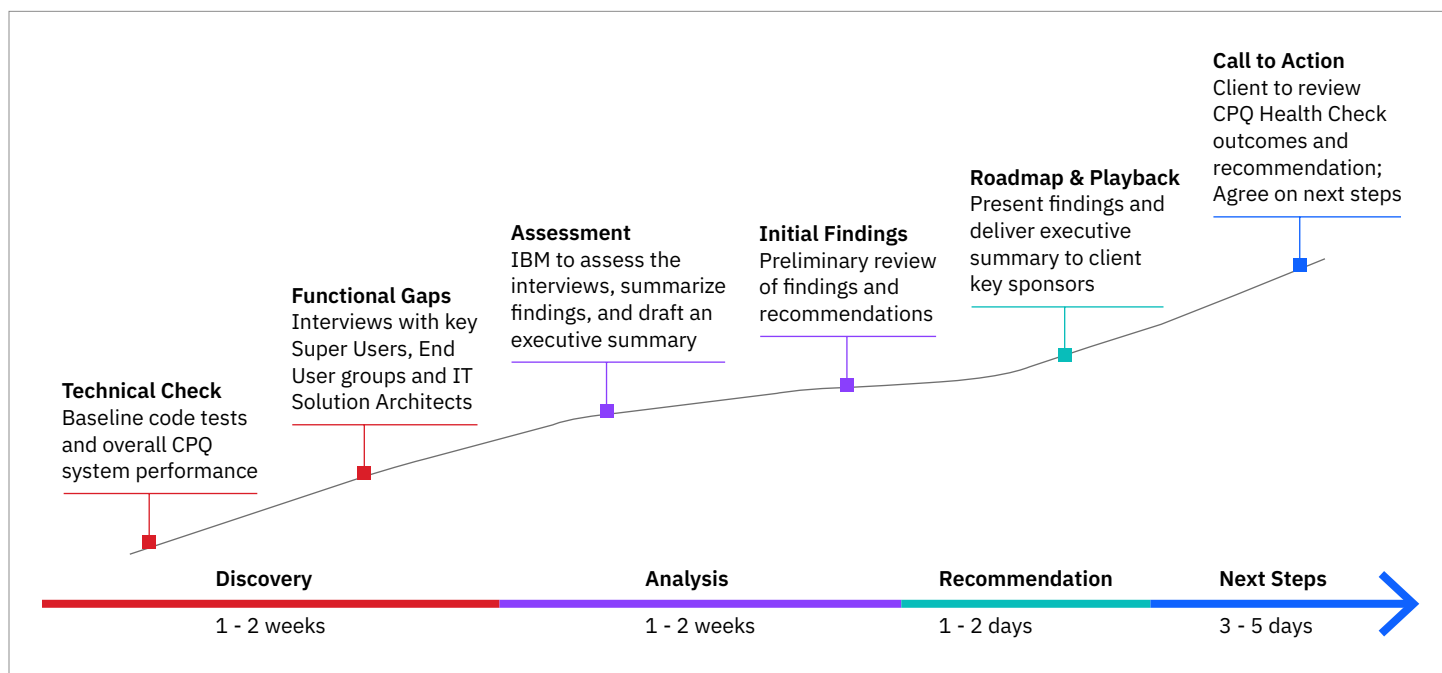 Technical Check
Baseline code tests
and overall CPQ
system performance
Functional Gaps
Interviews with key
Super Users, End
User groups and IT
Solution Architects
Assessment
IBM to assess the
interviews, summarize
findings, and draft an
executive summary
Initial Findings
Preliminary review
of findings and
recommendations
Roadmap & Playback
Present findings and
deliver executive
summary to client
key sponsors
Call to Action
Client to review
CPQ Health Check
outcomes and
recommendation;
Agree on next steps
Discovery
1 - 2 weeks
Analysis
1 - 2 weeks
Recommendation
1 - 2 days
Next Steps
3 - 5 days